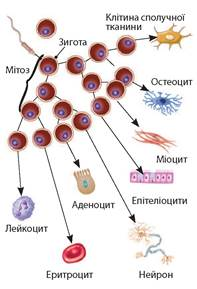 Клітина сполучної
тканини
Зигота
Мітоз
Остеоцит
Міоцит
Аденоцит
Епітеліоцити
Лейкоцит
Еритроцит
Нейрон